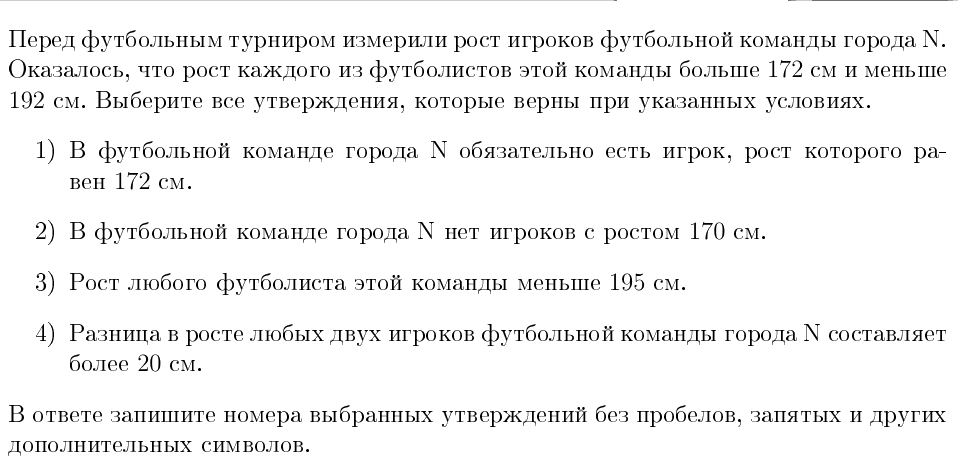 Перед футбольным турниром измерили рост игроков футбольной команды города N.
Оказалось, что рост каждого из футболистов этой команды больше 172 см и меньше
192 см. Выберите все утверждения, которые верны при указанных условиях.
1) В футбольной команде города N обязательно есть игрок, рост которого ра-
вен 172 см.
2) В футбольной команде города N нет игроков с ростом 170 см.
3) Рост любого футболиста этой команды меньше 195 см.
4) Разница в росте любых двух игроков футбольной команды города N составляет
более 20 см.
В ответе запишите номера выбранных утверждений без пробелов, запятых и других
дополнительных символов.